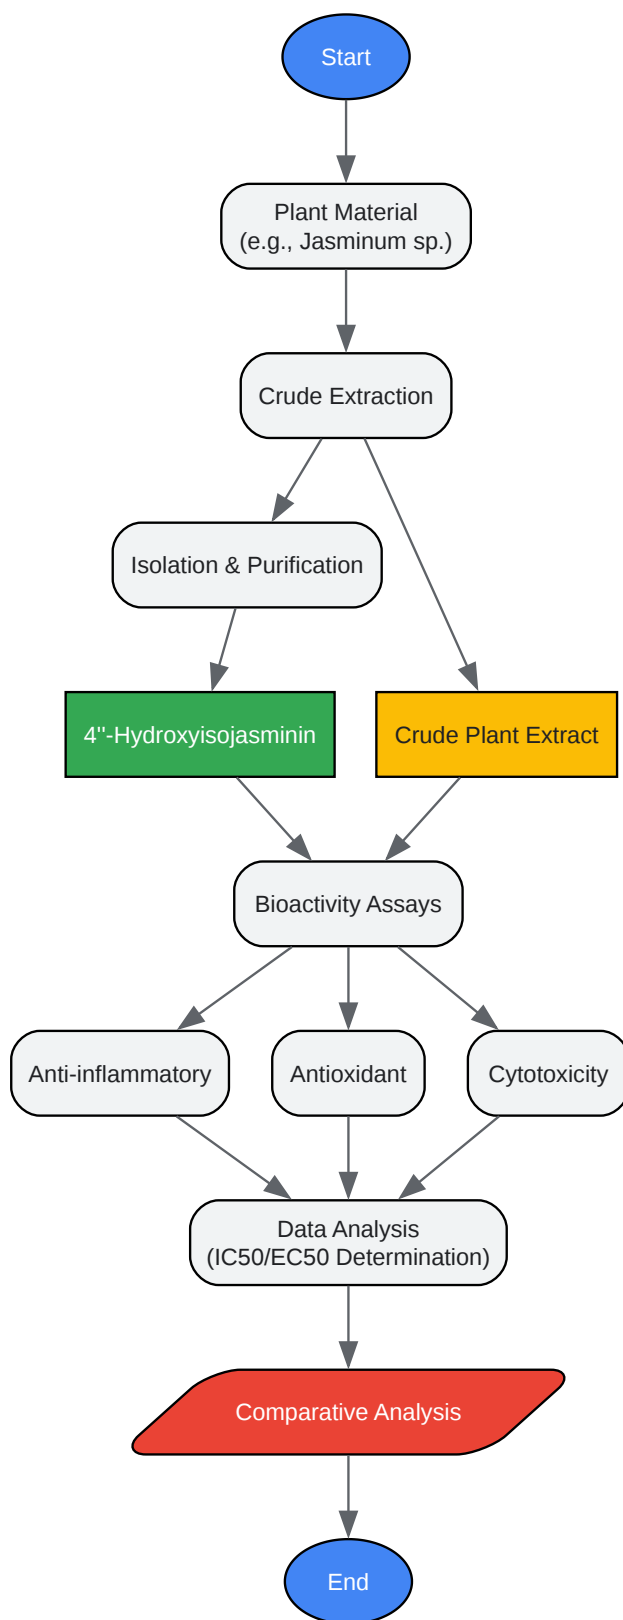 Start
Plant Material
(e.g., Jasminum sp.)
Crude Extraction
Isolation & Purification
4''-Hydroxyisojasminin
Crude Plant Extract
Bioactivity Assays
Anti-inflammatory
Antioxidant
Cytotoxicity
Data Analysis
(IC50/EC50 Determination)
Comparative Analysis
End